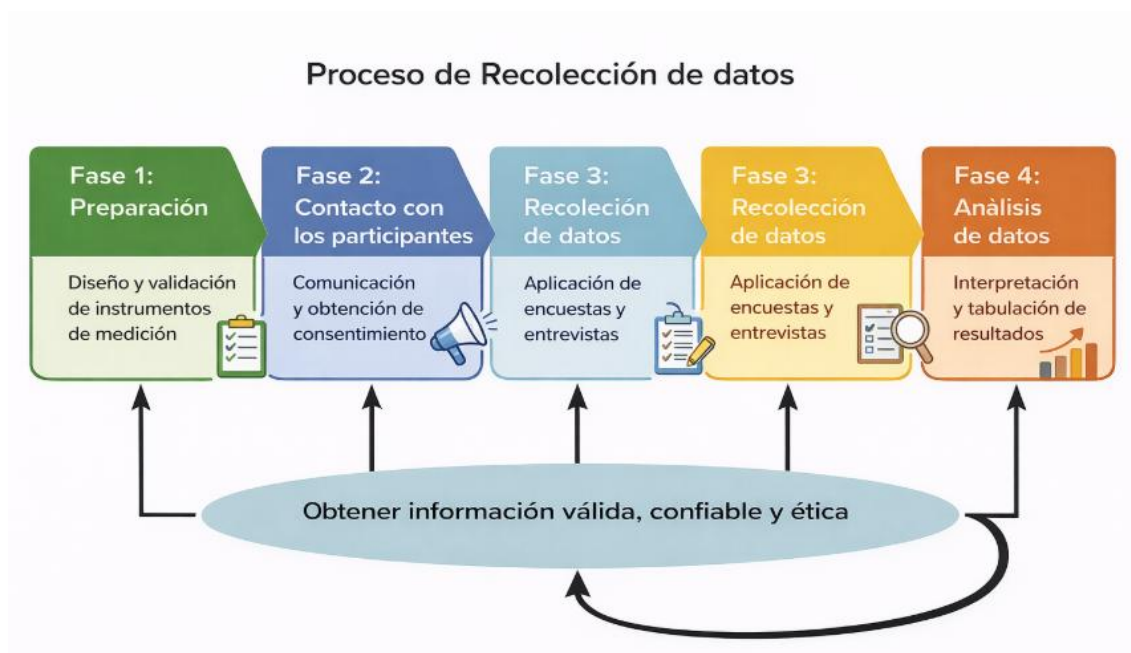 Proceso de Recolección de datos
Fase 1:
Preparación
Diseño y validación
de instrumentos
de medición
Fase 2:
Contacto con
los participantes
Comunicación
y obtención de
consentimiento
Fase 3:
Recoleción
de datos
Aplicación de
encuestas y
entrevistas
Fase 3:
Recolección
de datos
Aplicación de
encuestas y
entrevistas
Fase 4:
Anàlisis
de datos
Interpretación
y tabulación de
resultados
Obtener información válida, confiable y ética